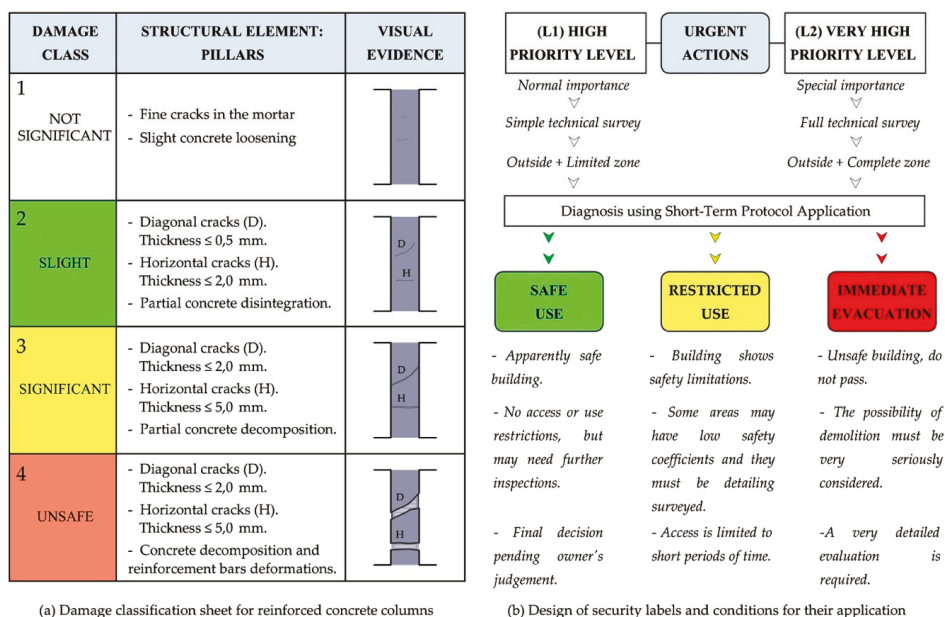 DAMAGE CLASS
STRUCTURAL ELEMENT: PILLARS
VISUAL EVIDENCE
1
NOT SIGNIFICANT
- Fine cracks in the mortar
- Slight concrete loosening
2
SLIGHT
- Diagonal cracks (D).
Thickness ≤ 0,5 mm.
- Horizontal cracks (H).
Thickness ≤ 2,0 mm.
- Partial concrete disintegration.
D
H
3
SIGNIFICANT
- Diagonal cracks (D).
Thickness ≤ 2,0 mm.
- Horizontal cracks (H).
Thickness ≤ 5,0 mm.
- Partial concrete decomposition.
D
H
4
UNSAFE
- Diagonal cracks (D).
Thickness ≤ 2,0 mm.
- Horizontal cracks (H).
Thickness ≤ 5,0 mm.
- Concrete decomposition and
reinforcement bars deformations.
D
H
(a) Damage classification sheet for reinforced concrete columns
(L1) HIGH
PRIORITY LEVEL
URGENT
ACTIONS
(L2) VERY HIGH
PRIORITY LEVEL
Normal importance
Simple technical survey
Outside + Limited zone
Special importance
Full technical survey
Outside + Complete zone
Diagnosis using Short-Term Protocol Application
SAFE
USE
- Apparently safe
building.
- No access or use
restrictions, but
may need further
inspections.
- Final decision
pending owner's
judgement.
RESTRICTED
USE
- Building shows
safety limitations.
- Some areas may
have low safety
coefficients and they
must be detailing
surveyed.
- Access is limited to
short periods of time.
IMMEDIATE
EVACUATION
- Unsafe building, do
not pass.
- The possibility of
demolition must be
very seriously
considered.
-A very detailed
evaluation is
required.
(b) Design of security labels and conditions for their application